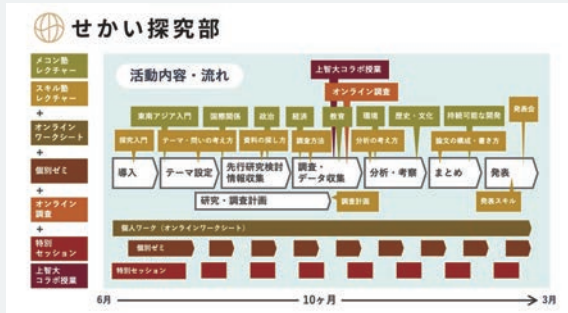 せかい探究部
メコン塾
レクチャー
スキル塾
レクチャー
+
オンライン
ワークシート
+
個別ゼミ
+
オンライン
調査
+
特別
セッション
上智大
コラボ授業
活動内容・流れ
上智大コラボ授業
オンライン調査
発表会
東南アジア入門
国際関係
政治
経済
教育
環境
歴史・文化
持続可能な開発
探究入門
テーマ・問いの考え方
資料の探し方
調査方法
分析の考え方
論文の構成・書き方
導入
テーマ設定
先行研究検討
情報収集
調査・
データ収集
分析・考察
まとめ
発表
研究・調査計画
調査計画
発表スキル
個人ワーク（オンラインワークシート）
個別ゼミ
特別セッション
6月
10ヶ月
3月